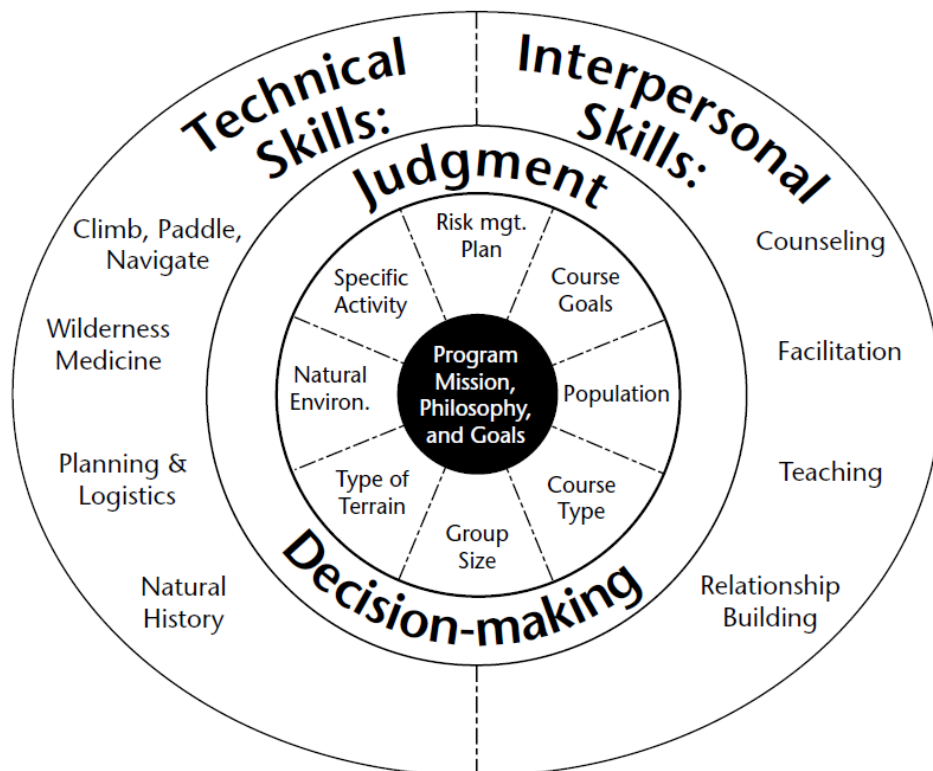 Technical
Skills:
Interpersonal
Skills:
Judgment
Climb, Paddle,
Navigate
Wilderness
Medicine
Planning &
Logistics
Natural
History
Counseling
Facilitation
Teaching
Relationship
Building
Risk mgt.
Plan
Course
Goals
Population
Course
Type
Group
Size
Type of
Terrain
Natural
Environ.
Specific
Activity
Program
Mission,
Philosophy,
and Goals
Decision-making